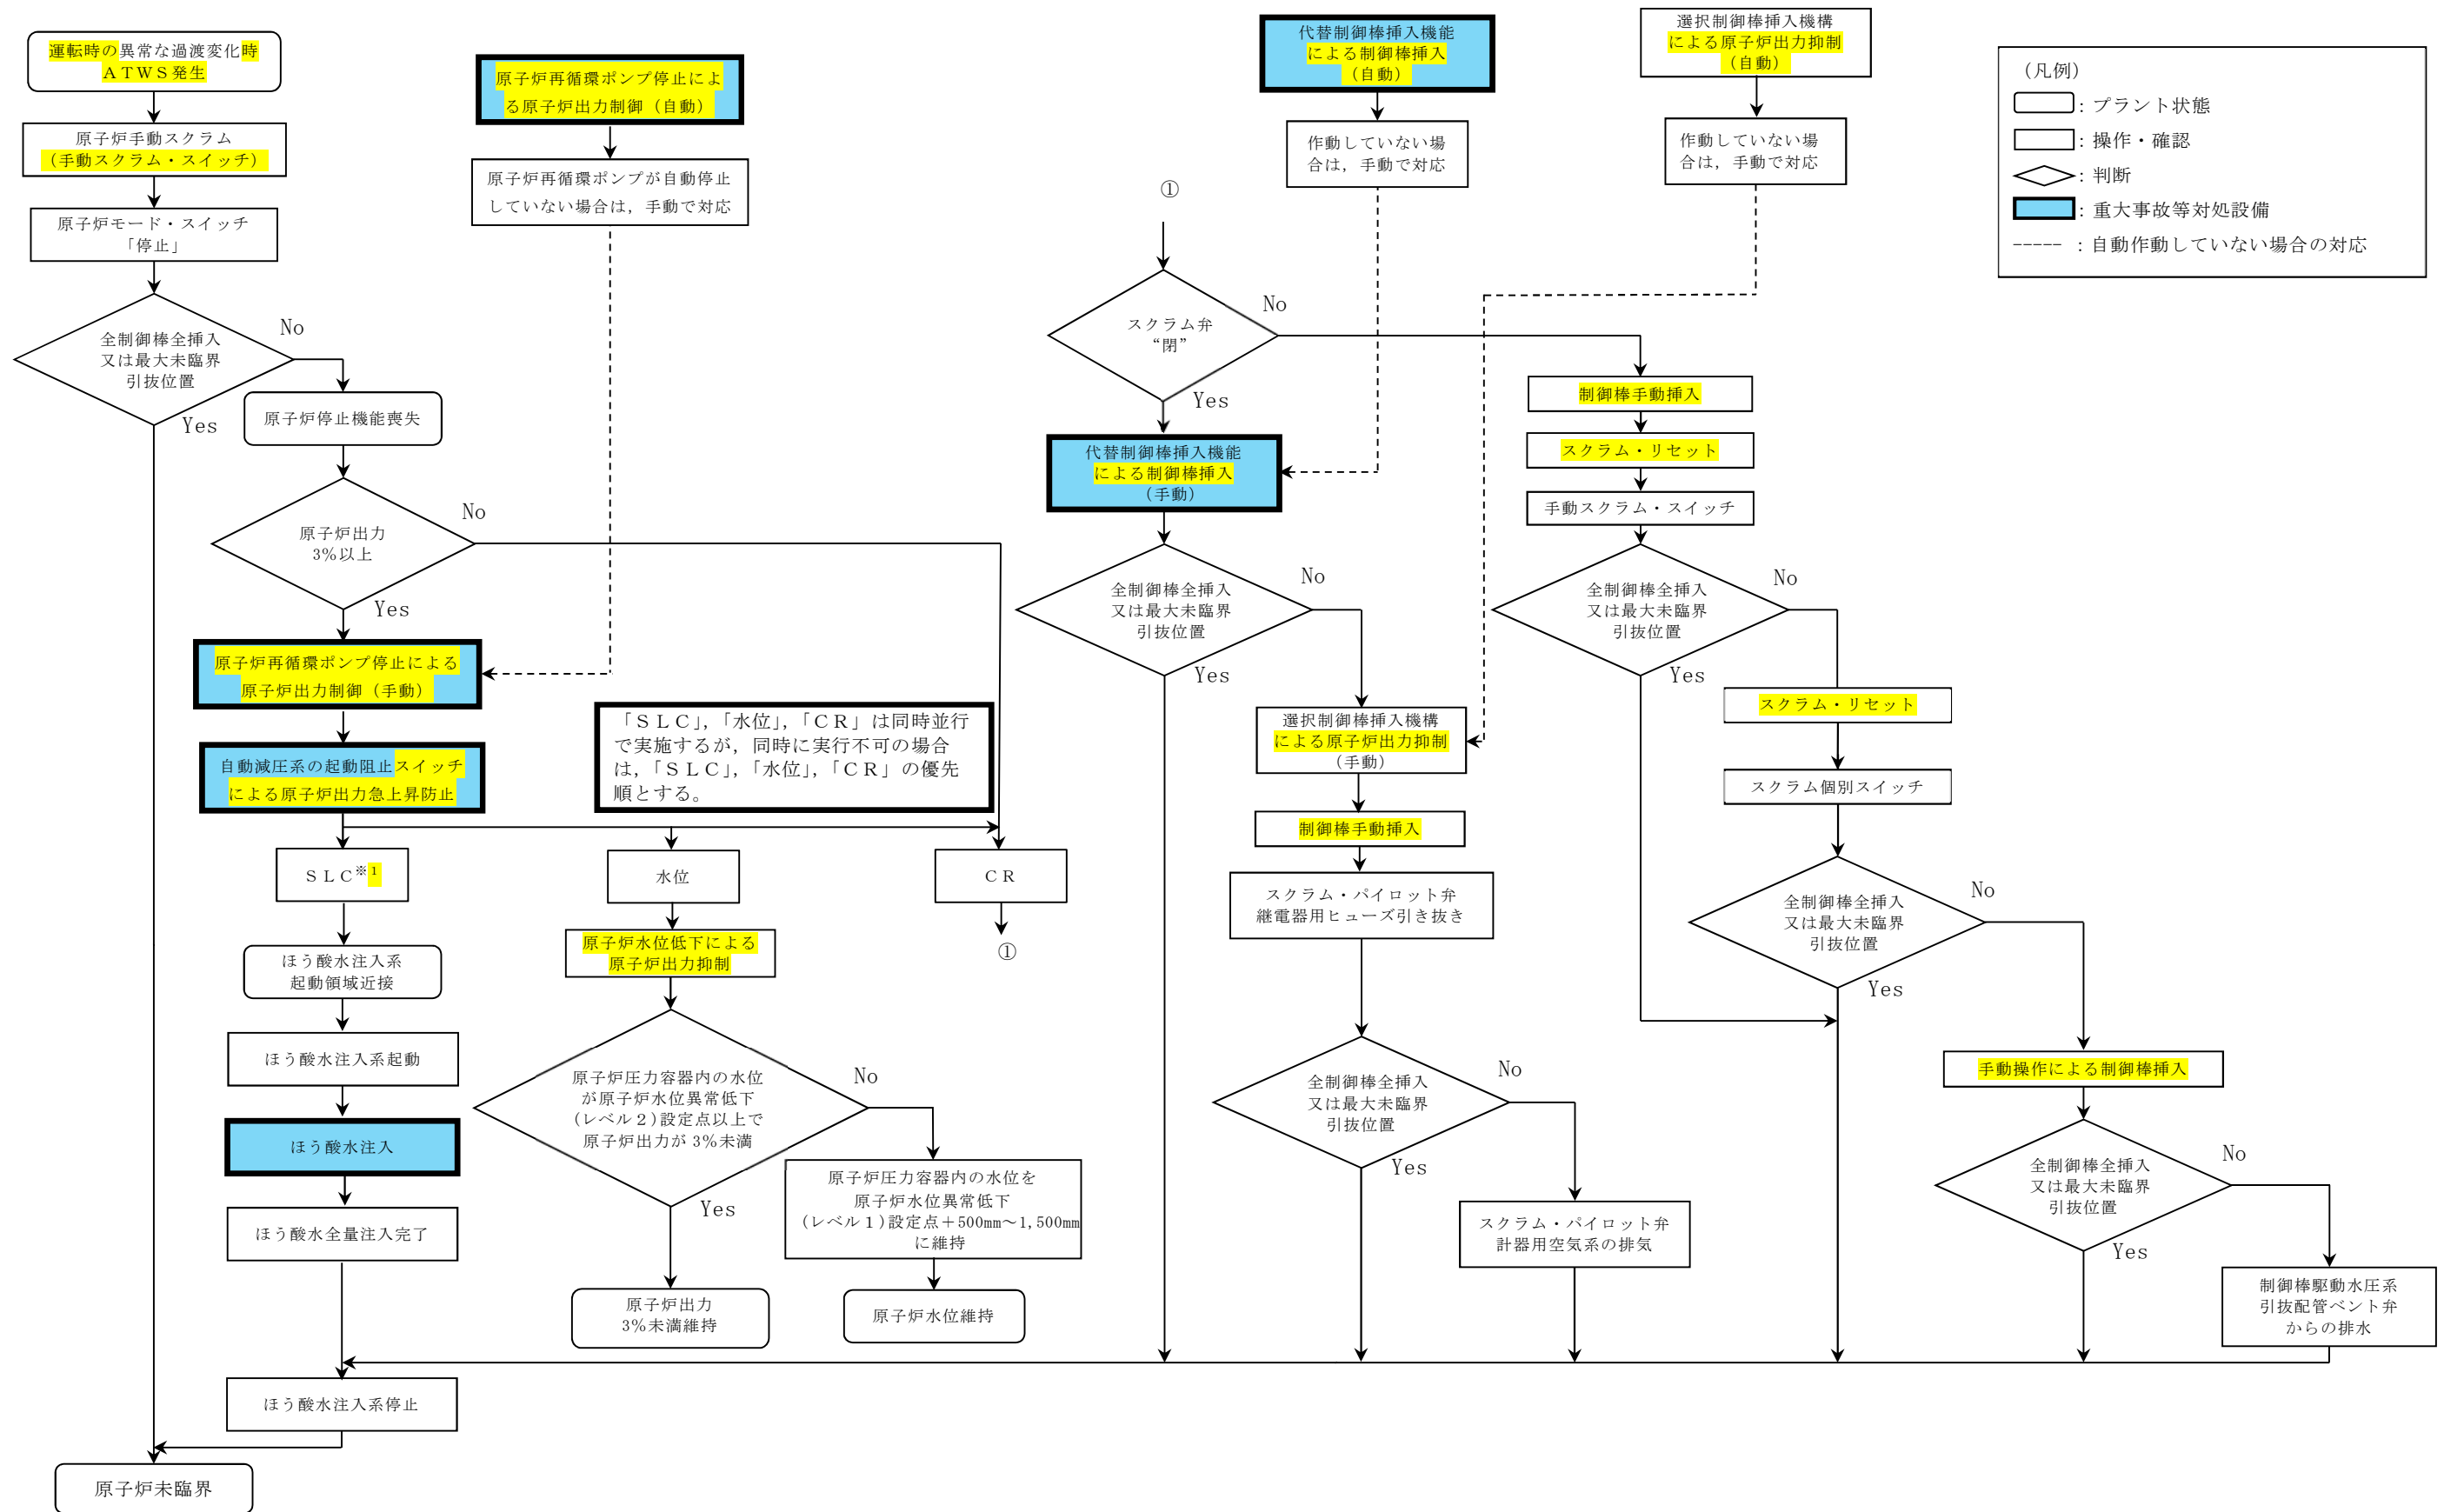 運転時の異常な過渡変化時
ＡＴＷＳ発生
原子炉手動スクラム
（手動スクラム・スイッチ）
原子炉モード・スイッチ
「停止」
全制御棒全挿入
又は最大未臨界
引抜位置
No
Yes
原子炉停止機能喪失
原子炉出力
3％以上
No
Yes
原子炉再循環ポンプ停止によ
る原子炉出力制御（自動）
原子炉再循環ポンプが自動停止
していない場合は，手動で対応
原子炉再循環ポンプ停止による
原子炉出力制御（手動）
自動減圧系の起動阻止スイッチ
による原子炉出力急上昇防止
「ＳＬＣ」，「水位」，「ＣＲ」は同時並行
で実施するが，同時に実行不可の場合
は，「ＳＬＣ」，「水位」，「ＣＲ」の優先
順とする。
ＳＬＣ※1
水位
ＣＲ
①
ほう酸水注入系
起動領域近接
ほう酸水注入系起動
ほう酸水注入
ほう酸水全量注入完了
ほう酸水注入系停止
原子炉未臨界
原子炉水位低下による
原子炉出力抑制
原子炉圧力容器内の水位
が原子炉水位異常低下
（レベル２）設定点以上で
原子炉出力が 3％未満
No
Yes
原子炉圧力容器内の水位を
原子炉水位異常低下
（レベル１）設定点＋500mm～1,500mm
に維持
原子炉出力
3％未満維持
原子炉水位維持
代替制御棒挿入機能
による制御棒挿入
（自動）
作動していない場
合は，手動で対応
選択制御棒挿入機構
による原子炉出力抑制
（自動）
作動していない場
合は，手動で対応
①
スクラム弁
“閉”
No
Yes
代替制御棒挿入機能
による制御棒挿入
（手動）
全制御棒全挿入
又は最大未臨界
引抜位置
No
Yes
選択制御棒挿入機構
による原子炉出力抑制
（手動）
制御棒手動挿入
スクラム・パイロット弁
継電器用ヒューズ引き抜き
全制御棒全挿入
又は最大未臨界
引抜位置
No
Yes
スクラム・パイロット弁
計器用空気系の排気
制御棒手動挿入
スクラム・リセット
手動スクラム・スイッチ
全制御棒全挿入
又は最大未臨界
引抜位置
No
Yes
スクラム・リセット
スクラム個別スイッチ
全制御棒全挿入
又は最大未臨界
引抜位置
No
Yes
手動操作による制御棒挿入
全制御棒全挿入
又は最大未臨界
引抜位置
No
Yes
制御棒駆動水圧系
引抜配管ベント弁
からの排水
（凡例）
：プラント状態
：操作・確認
：判断
：重大事故等対処設備
：自動作動していない場合の対応